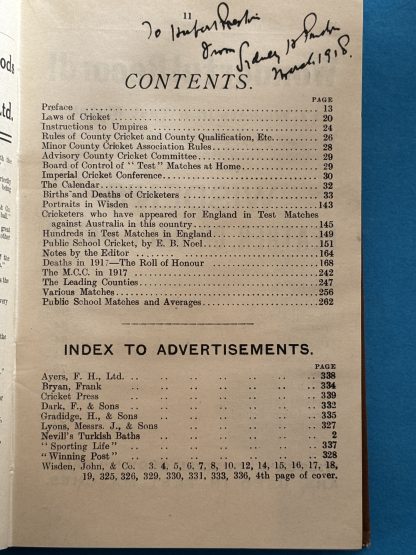 11
To Hubert Preston
from Sydney H Pardon
March 1918.
CONTENTS.
PAGE
Preface 13
Laws of Cricket 20
Instructions to Umpires 24
Rules of County Cricket and County Qualification, Etc. 26
Minor County Cricket Association Rules 28
Advisory County Cricket Committee 29
Board of Control of "Test" Matches at Home 29
Imperial Cricket Conference 30
The Calendar 32
Births and Deaths of Cricketers 33
Portraits in Wisden 143
Cricketers who have appeared for England in Test Matches
against Australia in this country 145
Hundreds in Test Matches in England 149
Public School Cricket, by E. B. Noel 151
Notes by the Editor 164
Deaths in 1917—The Roll of Honour 168
The M.C.C. in 1917 242
The Leading Counties 247
Various Matches 256
Public School Matches and Averages 262
INDEX TO ADVERTISEMENTS.
PAGE
Ayers, F. H., Ltd. 338
Bryan, Frank 334
Cricket Press 339
Dark, F., & Sons 332
Gradidge, H., & Sons 335
Lyons, Messrs. J., & Sons 327
Nevill's Turkish Baths 2
"Sporting Life" 337
"Winning Post" 328
Wisden, John, & Co. 3, 4, 5, 6, 7, 8, 10, 12, 14, 15, 16, 17, 18,
19, 325, 326, 329, 330, 331, 333, 336, 4th page of cover.
oods
Ltd.